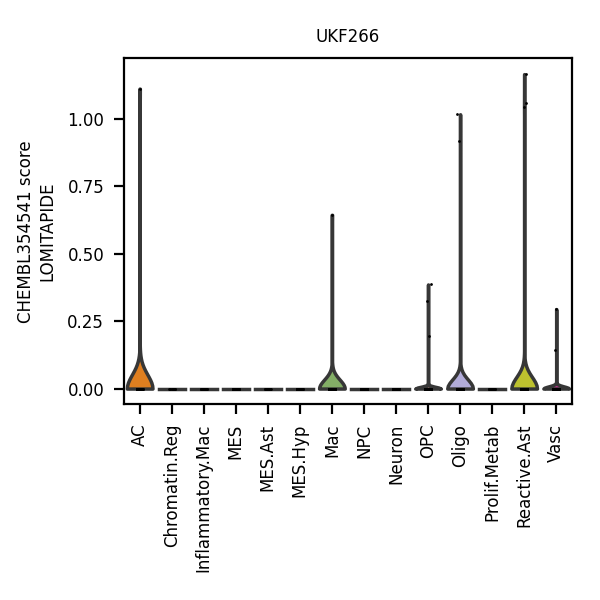 UKF266
CHEMBL354541 score
LOMITAPIDE
1.00
0.75
0.50
0.25
0.00
AC
Chromatin.Reg
Inflammatory.Mac
MES
MES.Ast
MES.Hyp
Mac
NPC
Neuron
OPC
Oligo
Prolif.Metab
Reactive.Ast
Vasc